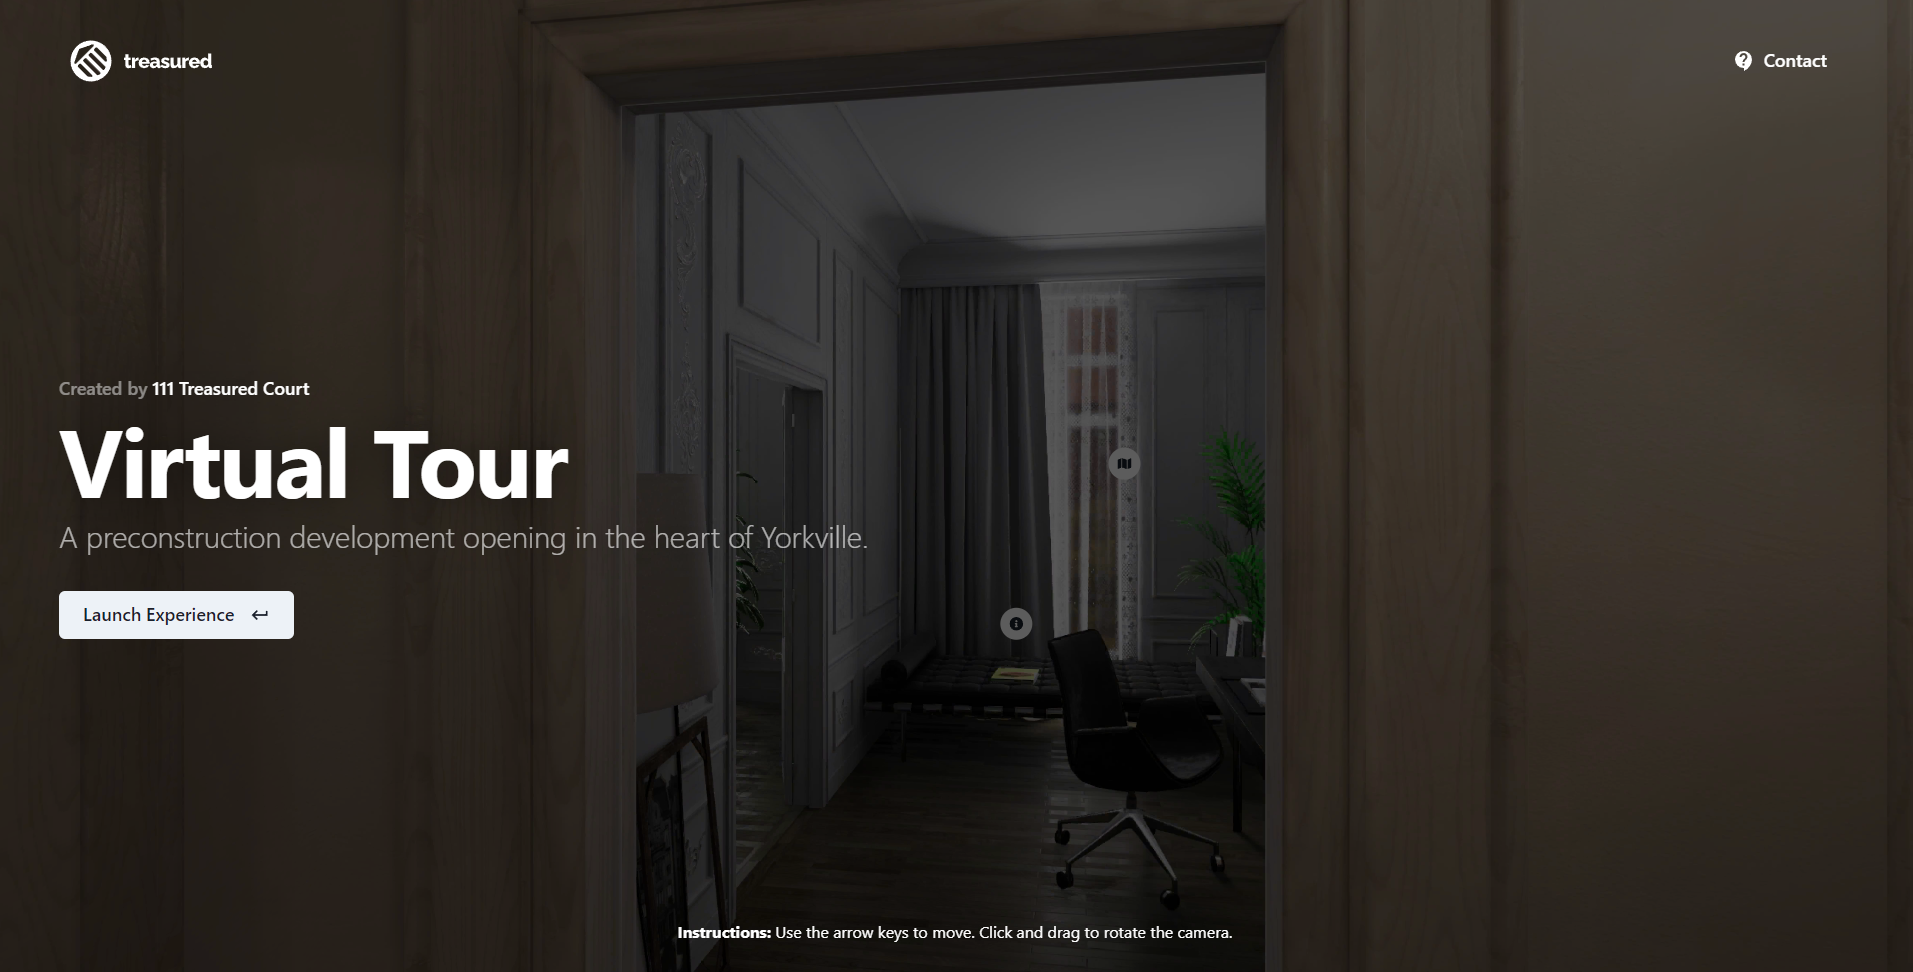 treasured
Contact
Created by 111 Treasured Court
Virtual Tour
A preconstruction development opening in the heart of Yorkville.
Launch Experience
Instructions: Use the arrow keys to move. Click and drag to rotate the camera.